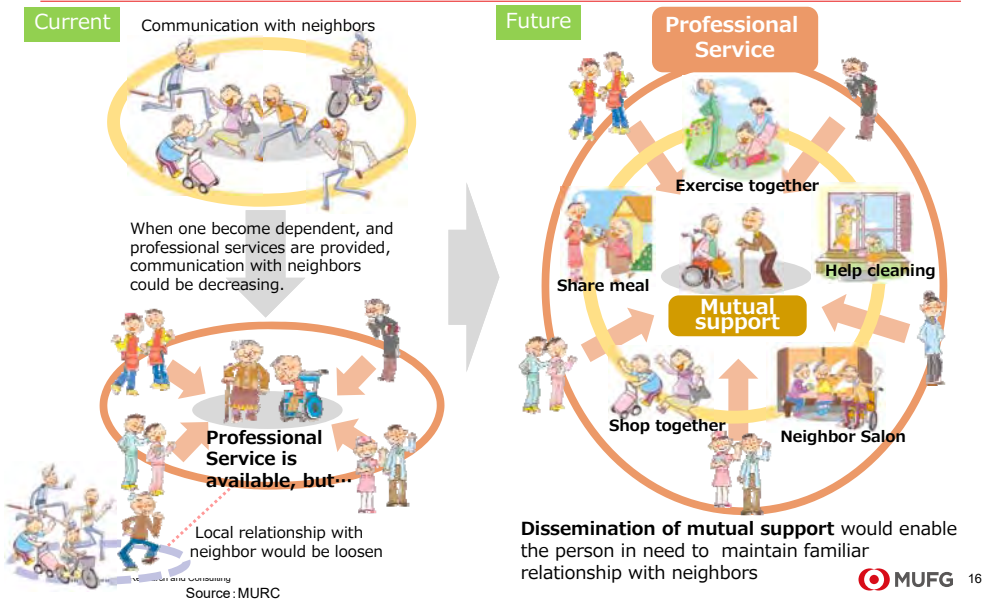 Current
Communication with neighbors
When one become dependent, and
professional services are provided,
communication with neighbors
could be decreasing.
Professional
Service is
available, but…
Local relationship with
neighbor would be loosen
Research and Consulting
Source：MURC
Future
Professional
Service
Exercise together
Share meal
Help cleaning
Mutual
support
Shop together
Neighbor Salon
Dissemination of mutual support would enable
the person in need to maintain familiar
relationship with neighbors
MUFG
16